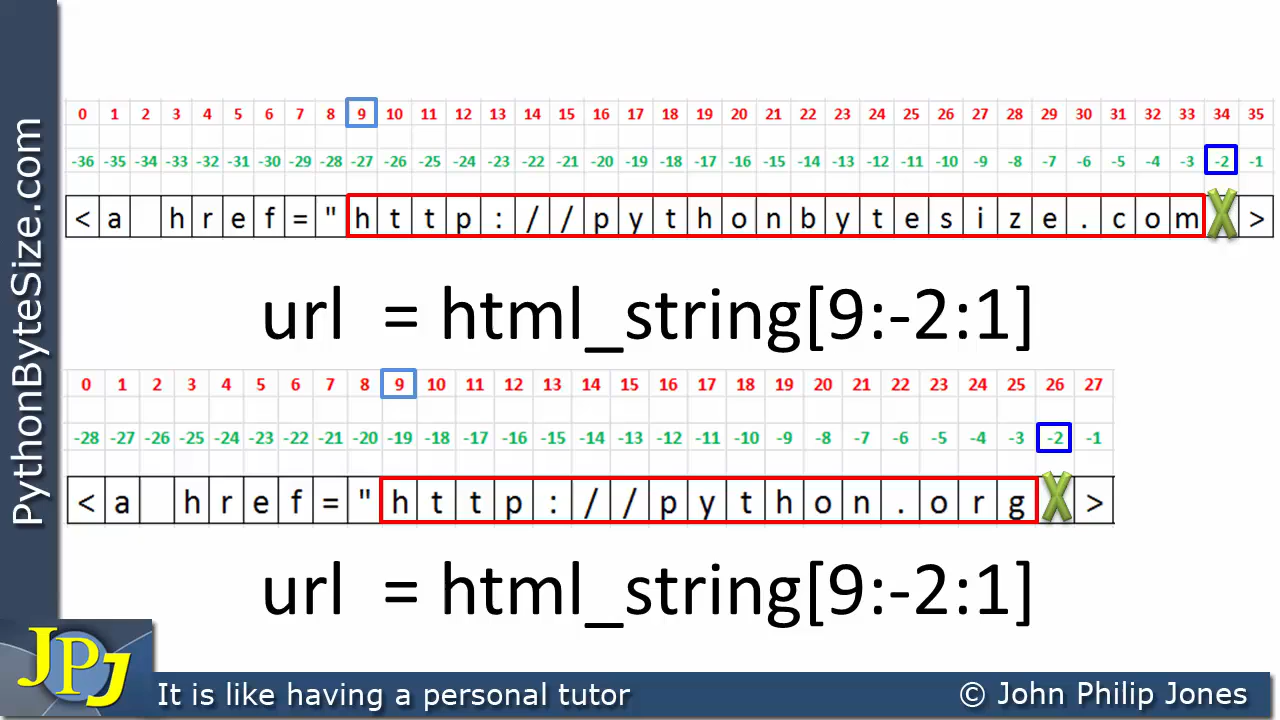 PythonByteSize.com
0 1 2 3 4 5 6 7 8 9 10 11 12 13 14 15 16 17 18 19 20 21 22 23 24 25 26 27 28 29 30 31 32 33 34 35
-36 -35 -34 -33 -32 -31 -30 -29 -28 -27 -26 -25 -24 -23 -22 -21 -20 -19 -18 -17 -16 -15 -14 -13 -12 -11 -10 -9 -8 -7 -6 -5 -4 -3 -2 -1
< a   h r e f = " h t t p : / / p y t h o n b y t e s i z e . c o m X >
url = html_string[9:-2:1]
0 1 2 3 4 5 6 7 8 9 10 11 12 13 14 15 16 17 18 19 20 21 22 23 24 25 26 27
-28 -27 -26 -25 -24 -23 -22 -21 -20 -19 -18 -17 -16 -15 -14 -13 -12 -11 -10 -9 -8 -7 -6 -5 -4 -3 -2 -1
< a   h r e f = " h t t p : / / p y t h o n . o r g X >
url = html_string[9:-2:1]
JPJ
It is like having a personal tutor
© John Philip Jones